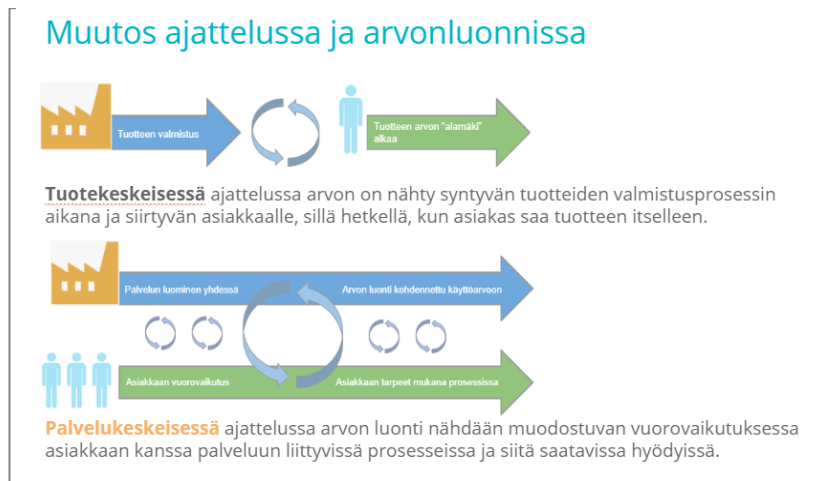 Muutos ajattelussa ja arvonluonnissa
Tuotteen valmistus
Tuotteen arvon "alamäki"
alkaa
Tuotekeskeisessä ajattelussa arvon on nähty syntyvän tuotteiden valmistusprosessin
aikana ja siirtyvän asiakkaalle, sillä hetkellä, kun asiakas saa tuotteen itselleen.
Palvelun luominen yhdessä
Arvon luonti kohdennettu käyttöarvoon
Asiakkaan vuorovaikutus
Asiakkaan tarpeet mukana prosessissa
Palvelukeskeisessä ajattelussa arvon luonti nähdään muodostuvan vuorovaikutuksessa
asiakkaan kanssa palveluun liittyvissä prosesseissa ja siitä saatavissa hyödyissä.